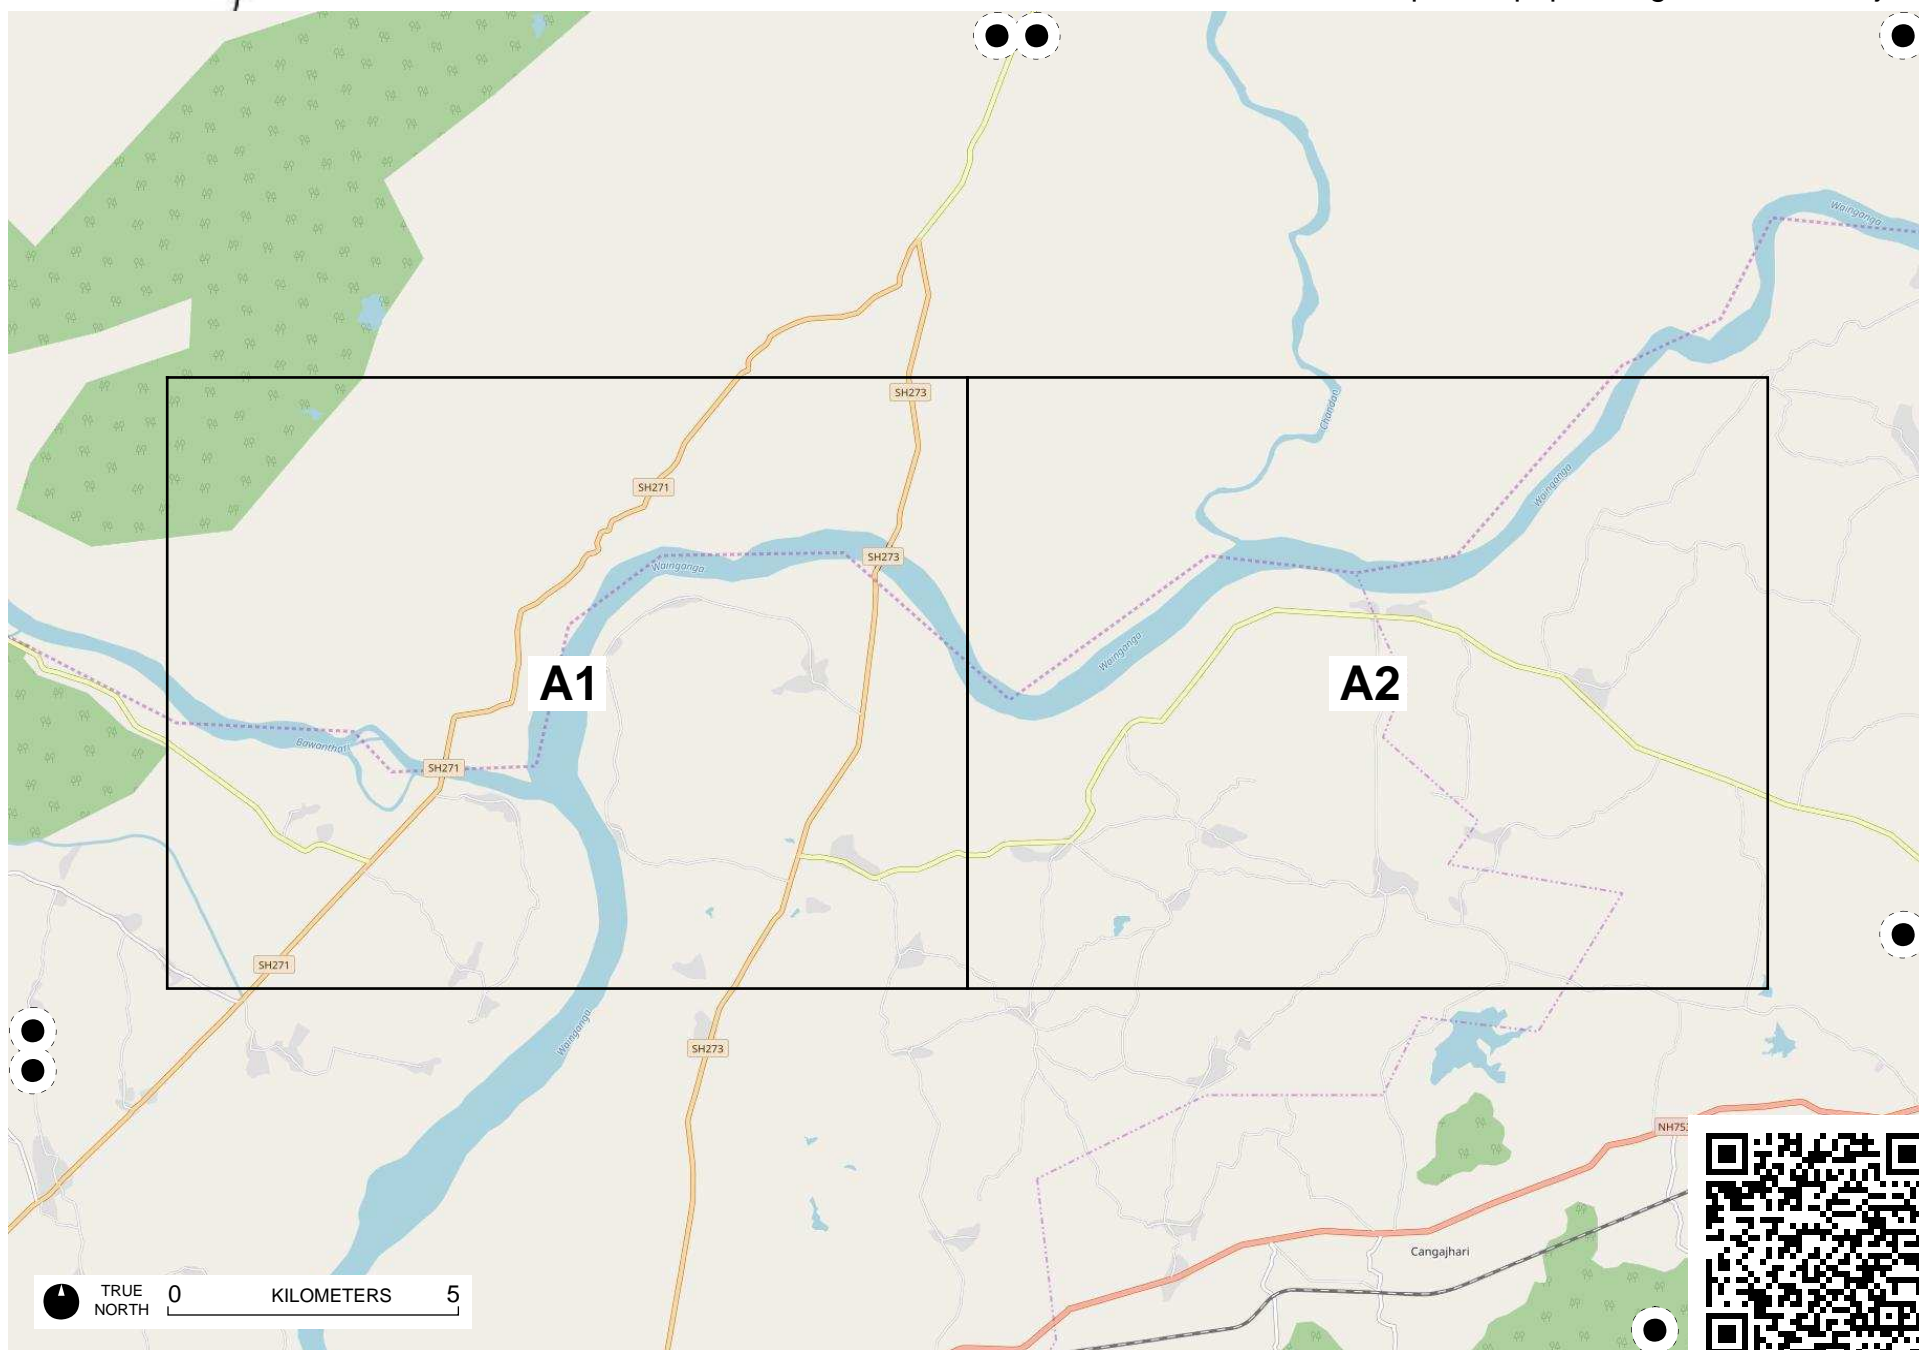 Wainganga
SH273
Chandan
SH271
Wainganga
SH273
Wainganga
Wainganga
A1
A2
Bawanthadi
SH271
SH271
Wainganga
SH273
NH753
Cangajhari
TRUE NORTH
0 KILOMETERS 5